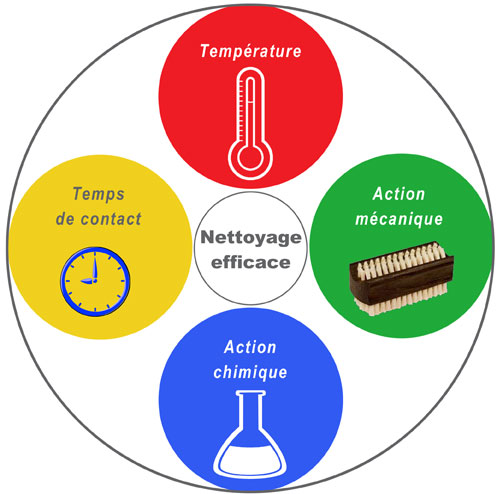 Température
Temps
de contact
Action
mécanique
Nettoyage
efficace
Action
chimique